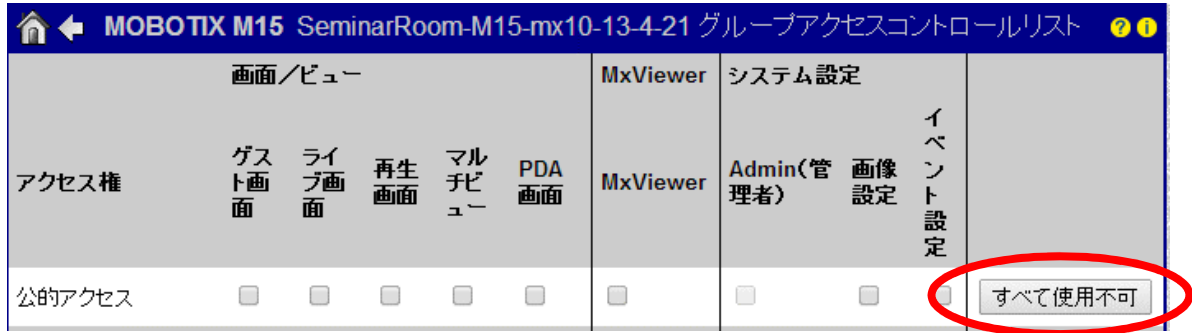 MOBOTIX M15 SeminarRoom-M15-mx10-13-4-21 グループアクセスコントロールリスト
画面／ビュー
MxViewer
システム設定
アクセス権
ゲス
ト画
面
ライ
ブ画
面
再生
画面
マル
チビ
ュー
PDA
画面
MxViewer
Admin(管
理者)
画像
設定
イ
ベ
ン
ト
設
定
公的アクセス
すべて使用不可